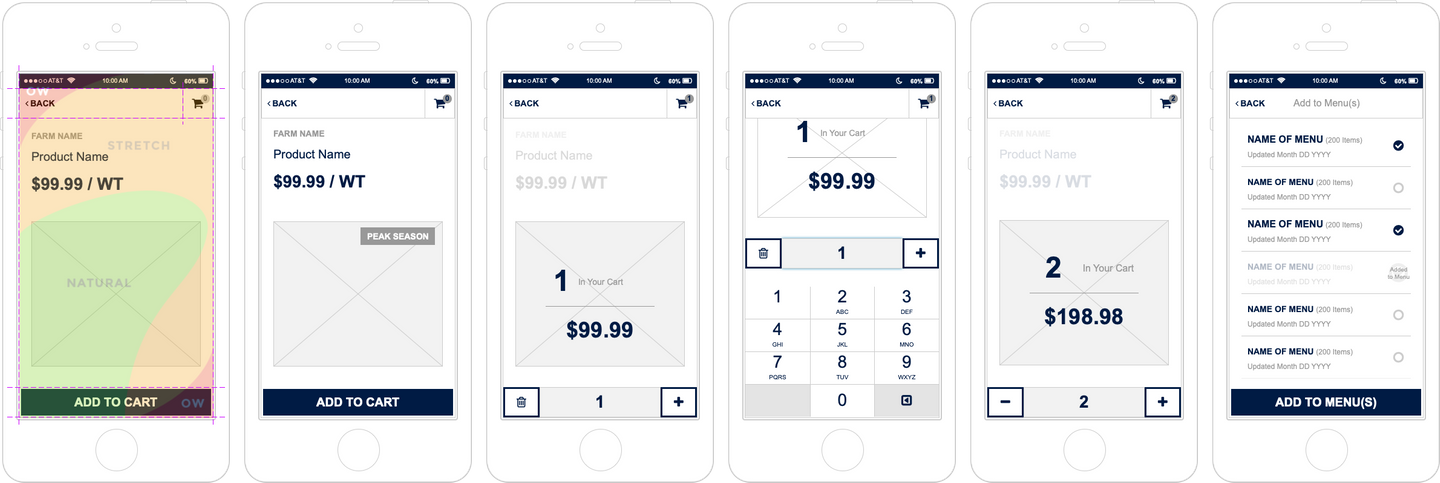 ●●●○○AT&T 10:00 AM 60%
OW
‹ BACK 0
FARM NAME
STRETCH
Product Name
$99.99 / WT
NATURAL
ADD TO CART
OW
●●●○○AT&T 10:00 AM 60%
‹ BACK 0
FARM NAME
Product Name
$99.99 / WT
PEAK SEASON
ADD TO CART
●●●○○AT&T 10:00 AM 60%
‹ BACK 1
FARM NAME
Product Name
$99.99 / WT
1 In Your Cart
$99.99
1 +
●●●○○AT&T 10:00 AM 60%
‹ BACK 1
1 In Your Cart
$99.99
1 +
1 2 3
ABC DEF
4 5 6
GHI JKL MNO
7 8 9
PQRS TUV WXYZ
0
●●●○○AT&T 10:00 AM 60%
‹ BACK 2
FARM NAME
Product Name
$99.99 / WT
2 In Your Cart
$198.98
− 2 +
●●●○○AT&T 10:00 AM 60%
‹ BACK Add to Menu(s)
NAME OF MENU (200 Items)
Updated Month DD YYYY
NAME OF MENU (200 Items)
Updated Month DD YYYY
NAME OF MENU (200 Items)
Updated Month DD YYYY
NAME OF MENU (200 Items)
Updated Month DD YYYY
Added
to Menu
NAME OF MENU (200 Items)
Updated Month DD YYYY
NAME OF MENU (200 Items)
Updated Month DD YYYY
ADD TO MENU(S)